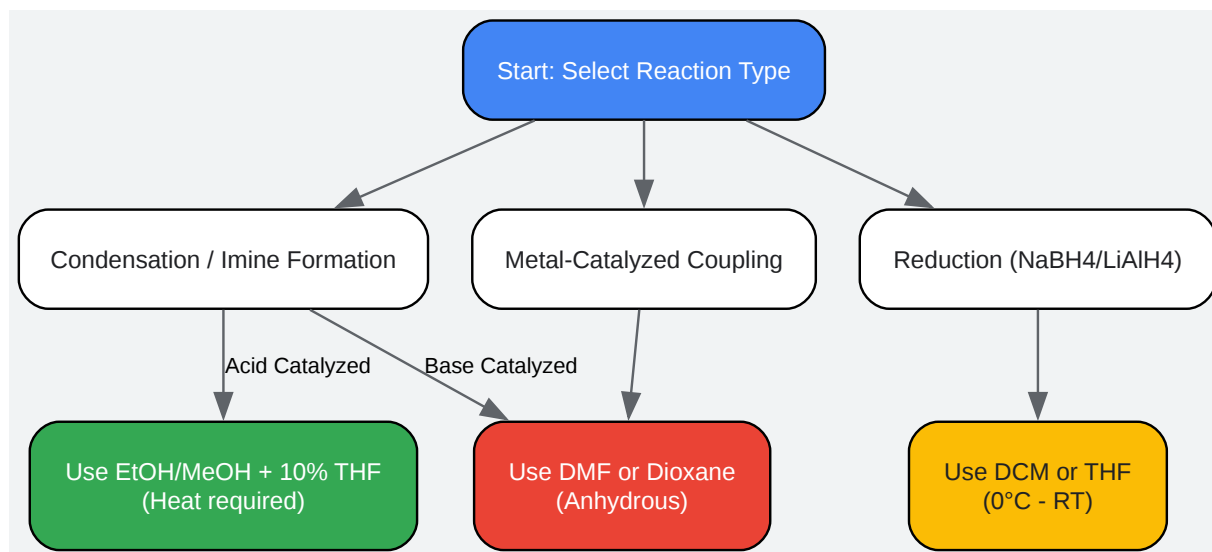 Start: Select Reaction Type
Condensation / Imine Formation
Metal-Catalyzed Coupling
Reduction (NaBH4/LiAlH4)
Acid Catalyzed
Base Catalyzed
Use EtOH/MeOH + 10% THF
(Heat required)
Use DMF or Dioxane
(Anhydrous)
Use DCM or THF
(0°C - RT)